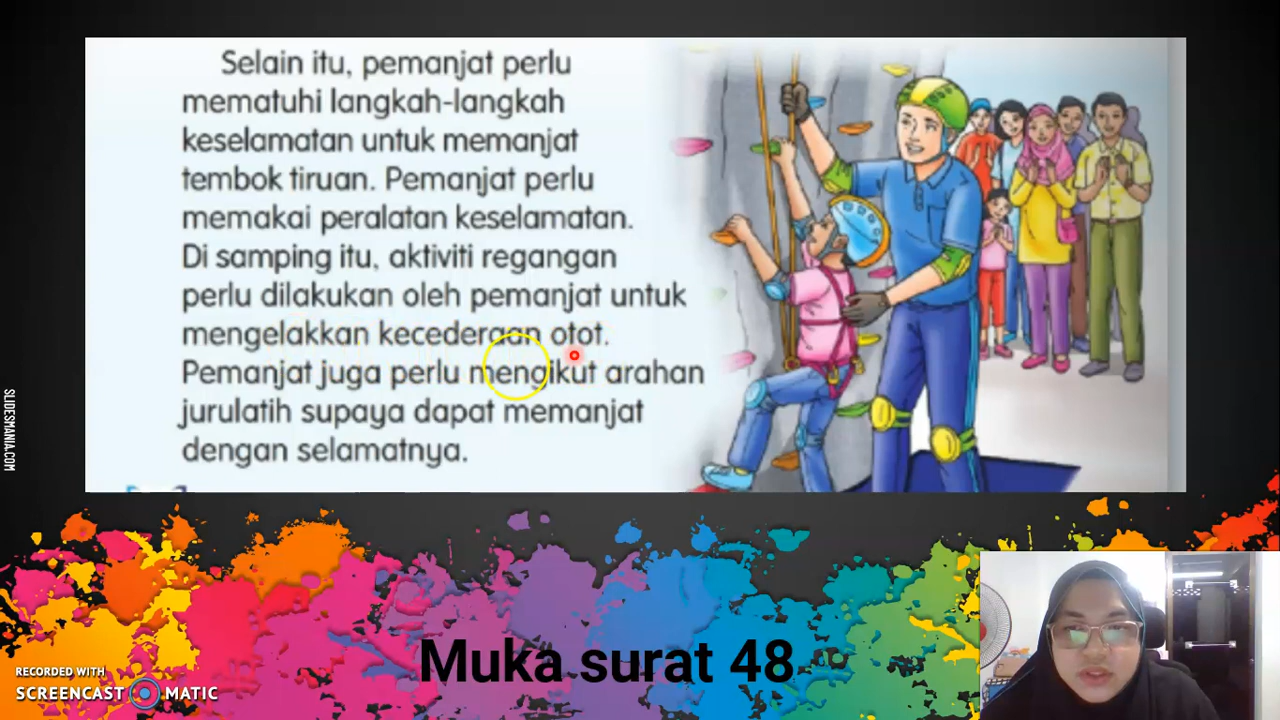 Selain itu, pemanjat perlu
mematuhi langkah-langkah
keselamatan untuk memanjat
tembok tiruan. Pemanjat perlu
memakai peralatan keselamatan.
Di samping itu, aktiviti regangan
perlu dilakukan oleh pemanjat untuk
mengelakkan kecederaan otot.
Pemanjat juga perlu mengikut arahan
jurulatih supaya dapat memanjat
dengan selamatnya.
SLIDESMANIA.COM
Muka surat 48
RECORDED WITH
SCREENCAST MATIC